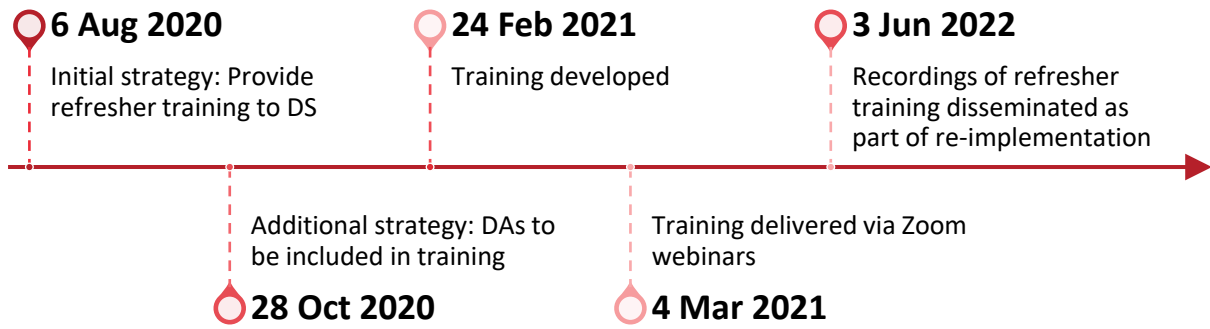 6 Aug 2020
Initial strategy: Provide
refresher training to DS
24 Feb 2021
Training developed
3 Jun 2022
Recordings of refresher
training disseminated as
part of re-implementation
Additional strategy: DAs to
be included in training
28 Oct 2020
Training delivered via Zoom
webinars
4 Mar 2021